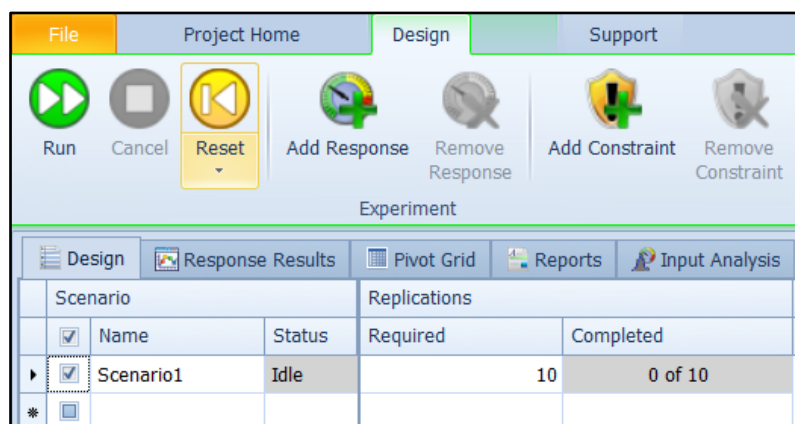 File Project Home Design Support
Run Cancel Reset Add Response Remove Response Add Constraint Remove Constraint
Experiment
Design Response Results Pivot Grid Reports Input Analysis
Scenario Replications
Name Status Required Completed
Scenario1 Idle 10 0 of 10